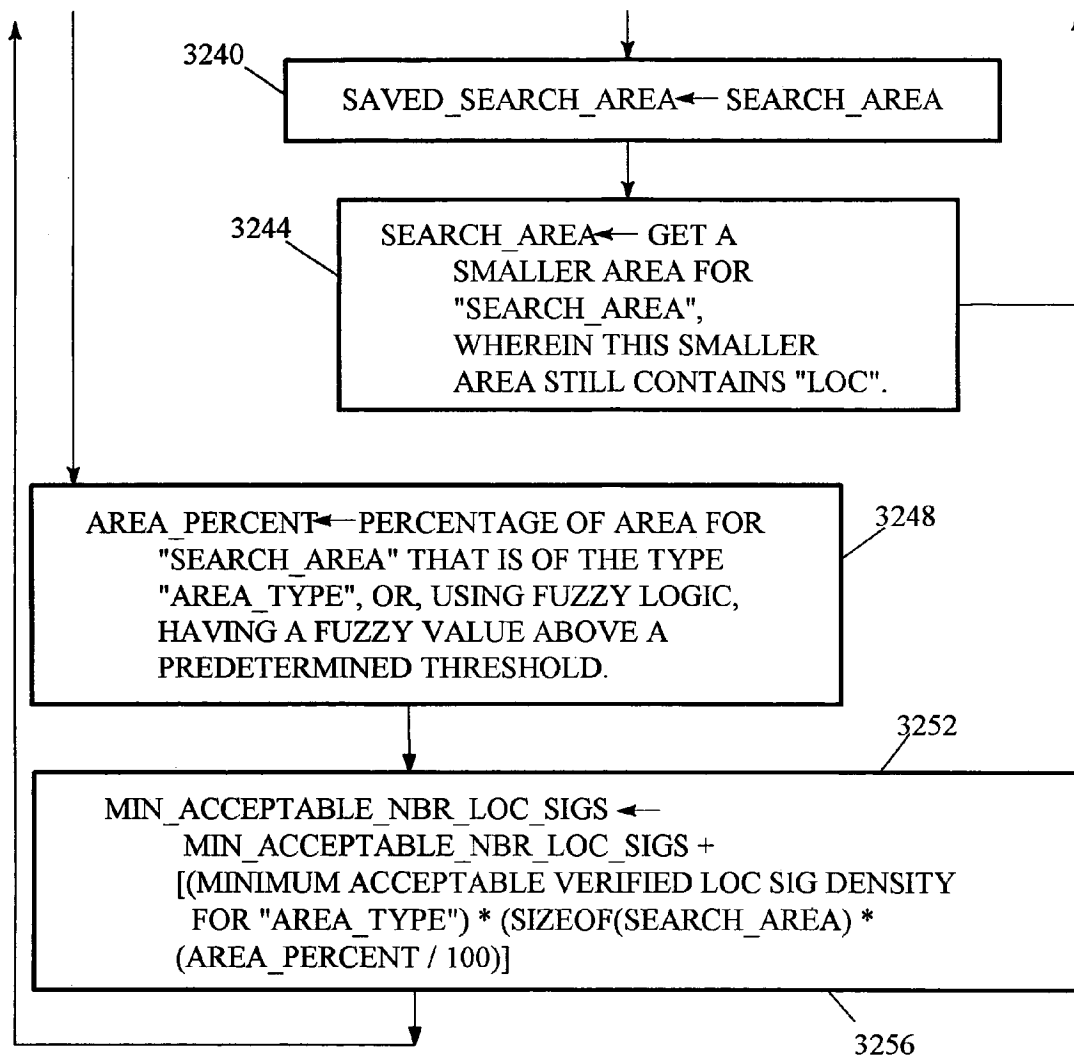 3240
SAVED_SEARCH_AREA← SEARCH_AREA
3244
SEARCH_AREA← GET A
SMALLER AREA FOR
"SEARCH_AREA",
WHEREIN THIS SMALLER
AREA STILL CONTAINS "LOC".
AREA_PERCENT←PERCENTAGE OF AREA FOR
"SEARCH_AREA" THAT IS OF THE TYPE
"AREA_TYPE", OR, USING FUZZY LOGIC,
HAVING A FUZZY VALUE ABOVE A
PREDETERMINED THRESHOLD.
3248
3252
MIN_ACCEPTABLE_NBR_LOC_SIGS ←
MIN_ACCEPTABLE_NBR_LOC_SIGS +
[(MINIMUM ACCEPTABLE VERIFIED LOC SIG DENSITY
FOR "AREA_TYPE") * (SIZEOF(SEARCH_AREA) *
(AREA_PERCENT / 100)]
3256